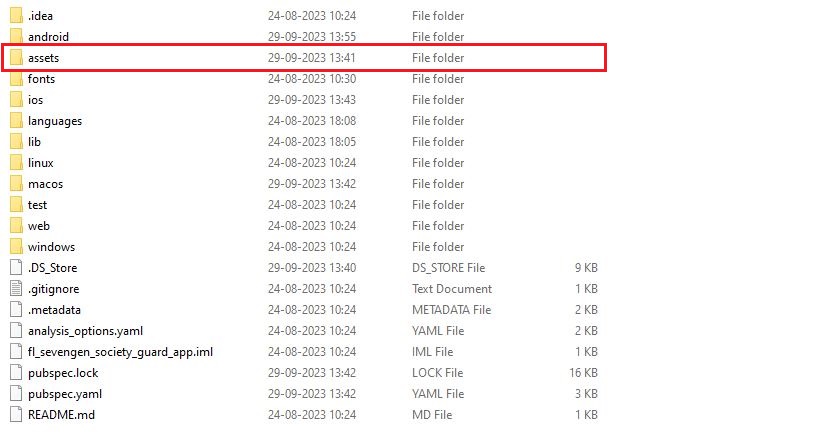 .idea 24-08-2023 10:24 File folder
android 29-09-2023 13:55 File folder
assets 29-09-2023 13:41 File folder
fonts 24-08-2023 10:30 File folder
ios 29-09-2023 13:43 File folder
languages 24-08-2023 18:08 File folder
lib 24-08-2023 18:05 File folder
linux 24-08-2023 10:24 File folder
macos 29-09-2023 13:42 File folder
test 24-08-2023 10:24 File folder
web 24-08-2023 10:24 File folder
windows 24-08-2023 10:24 File folder
.DS_Store 29-09-2023 13:40 DS_STORE File 9 KB
.gitignore 24-08-2023 10:24 Text Document 1 KB
.metadata 24-08-2023 10:24 METADATA File 2 KB
analysis_options.yaml 24-08-2023 10:24 YAML File 2 KB
fl_sevengen_society_guard_app.iml 24-08-2023 10:24 IML File 1 KB
pubspec.lock 29-09-2023 13:42 LOCK File 16 KB
pubspec.yaml 29-09-2023 13:42 YAML File 3 KB
README.md 24-08-2023 10:24 MD File 1 KB